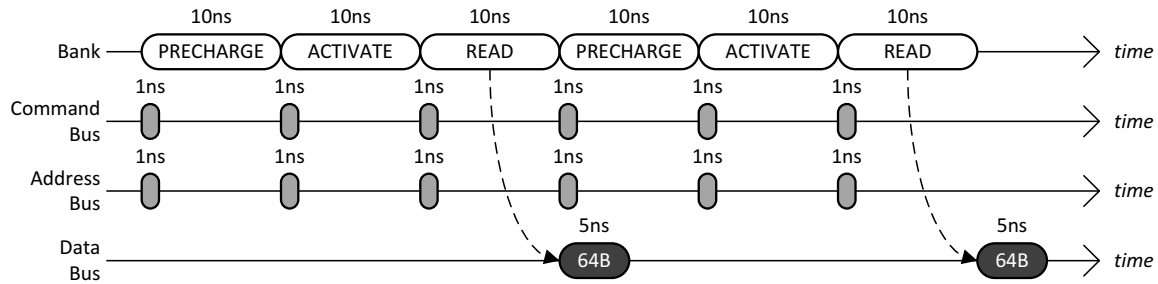 10ns 10ns 10ns 10ns 10ns 10ns
Bank PRECHARGE ACTIVATE READ PRECHARGE ACTIVATE READ time
1ns 1ns 1ns 1ns 1ns 1ns
Command
Bus
time
1ns 1ns 1ns 1ns 1ns 1ns
Address
Bus
time
5ns 5ns
Data
Bus
64B 64B time